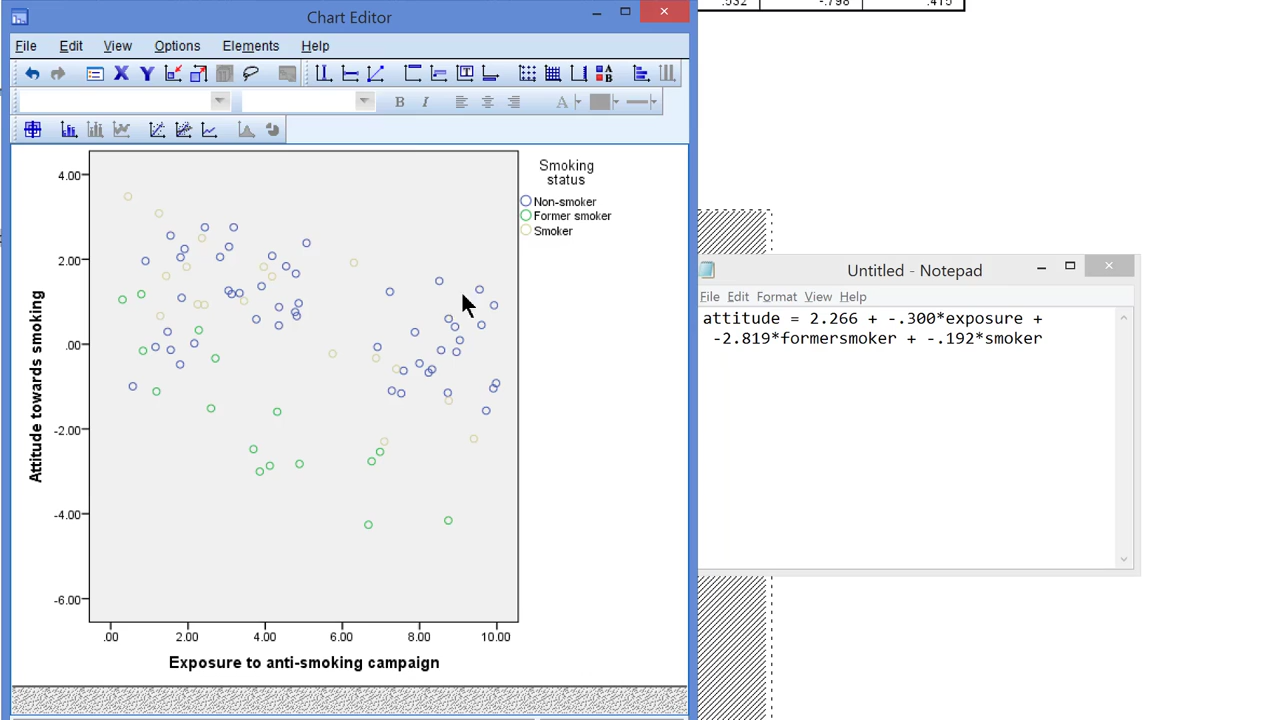 .532 -.798 .415
Chart Editor
File Edit View Options Elements Help
X Y T A B
B I A
4.00
2.00
.00
-2.00
-4.00
-6.00
.00 2.00 4.00 6.00 8.00 10.00
Attitude towards smoking
Exposure to anti-smoking campaign
Smoking
status
Non-smoker
Former smoker
Smoker
Untitled - Notepad
File Edit Format View Help
attitude = 2.266 + -.300*exposure +
-2.819*formersmoker + -.192*smoker